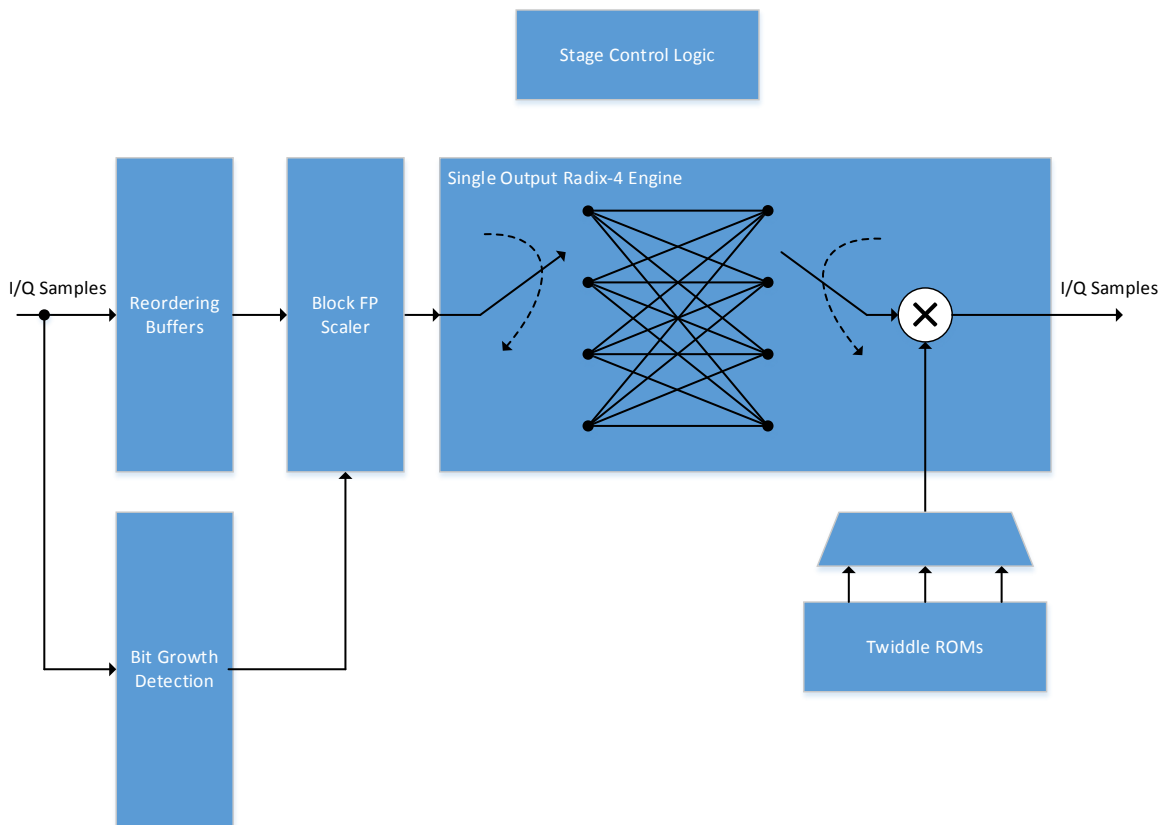 Stage Control Logic
Single Output Radix-4 Engine
I/Q Samples
Reordering
Buffers
Block FP
Scaler
I/Q Samples
Bit Growth
Detection
Twiddle ROMs